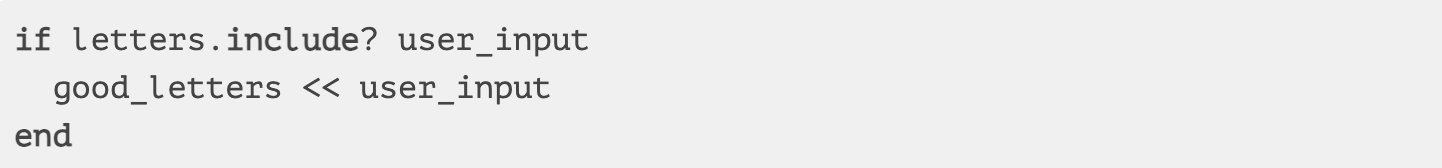 if letters.include? user_input
  good_letters << user_input
end